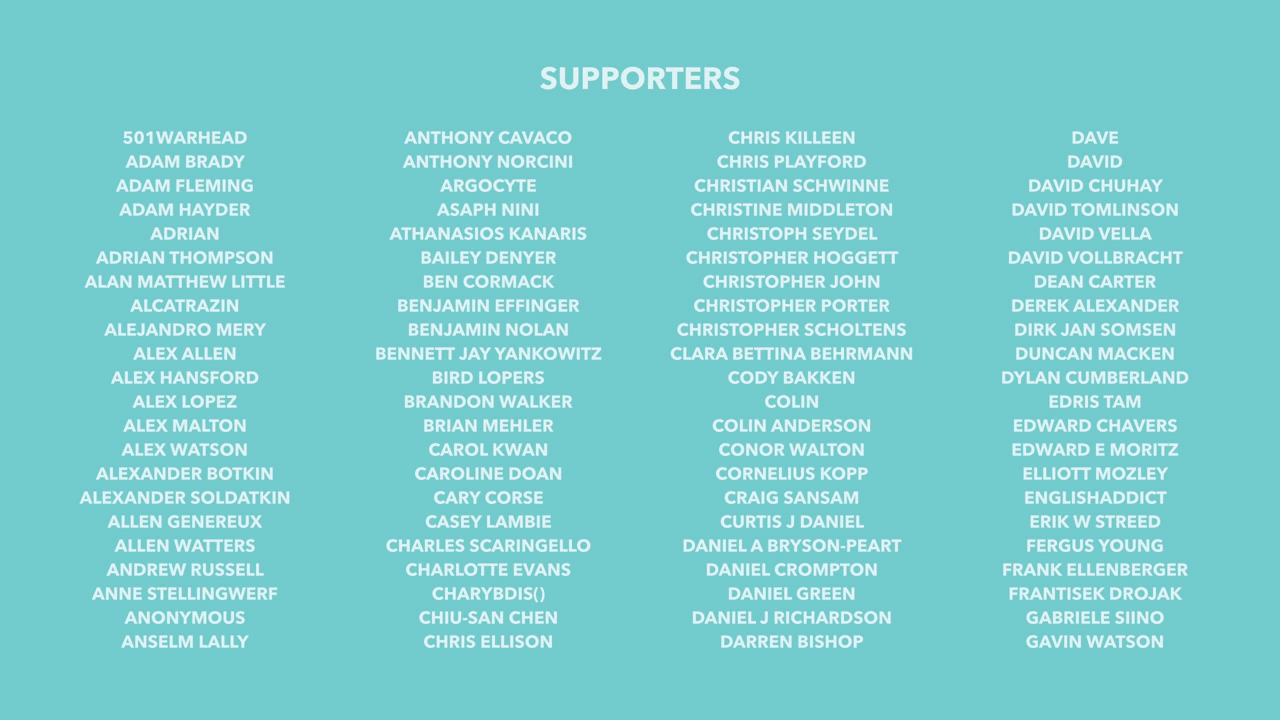 SUPPORTERS
501WARHEAD
ADAM BRADY
ADAM FLEMING
ADAM HAYDER
ADRIAN
ADRIAN THOMPSON
ALAN MATTHEW LITTLE
ALCATRAZIN
ALEJANDRO MERY
ALEX ALLEN
ALEX HANSFORD
ALEX LOPEZ
ALEX MALTON
ALEX WATSON
ALEXANDER BOTKIN
ALEXANDER SOLDATKIN
ALLEN GENEREUX
ALLEN WATTERS
ANDREW RUSSELL
ANNE STELLINGWERF
ANONYMOUS
ANSELM LALLY
ANTHONY CAVACO
ANTHONY NORCINI
ARGOCYTE
ASAPH NINI
ATHANASIOS KANARIS
BAILEY DENYER
BEN CORMACK
BENJAMIN EFFINGER
BENJAMIN NOLAN
BENNETT JAY YANKOWITZ
BIRD LOPERS
BRANDON WALKER
BRIAN MEHLER
CAROL KWAN
CAROLINE DOAN
CARY CORSE
CASEY LAMBIE
CHARLES SCARINGELLO
CHARLOTTE EVANS
CHARYBDIS()
CHIU-SAN CHEN
CHRIS ELLISON
CHRIS KILLEEN
CHRIS PLAYFORD
CHRISTIAN SCHWINNE
CHRISTINE MIDDLETON
CHRISTOPH SEYDEL
CHRISTOPHER HOGGETT
CHRISTOPHER JOHN
CHRISTOPHER PORTER
CHRISTOPHER SCHOLTENS
CLARA BETTINA BEHRMANN
CODY BAKKEN
COLIN
COLIN ANDERSON
CONOR WALTON
CORNELIUS KOPP
CRAIG SANSAM
CURTIS J DANIEL
DANIEL A BRYSON-PEART
DANIEL CROMPTON
DANIEL GREEN
DANIEL J RICHARDSON
DARREN BISHOP
DAVE
DAVID
DAVID CHUHAY
DAVID TOMLINSON
DAVID VELLA
DAVID VOLLBRACHT
DEAN CARTER
DEREK ALEXANDER
DIRK JAN SOMSEN
DUNCAN MACKEN
DYLAN CUMBERLAND
EDRIS TAM
EDWARD CHAVERS
EDWARD E MORITZ
ELLIOTT MOZLEY
ENGLISHADDICT
ERIK W STREED
FERGUS YOUNG
FRANK ELLENBERGER
FRANTISEK DROJAK
GABRIELE SIINO
GAVIN WATSON